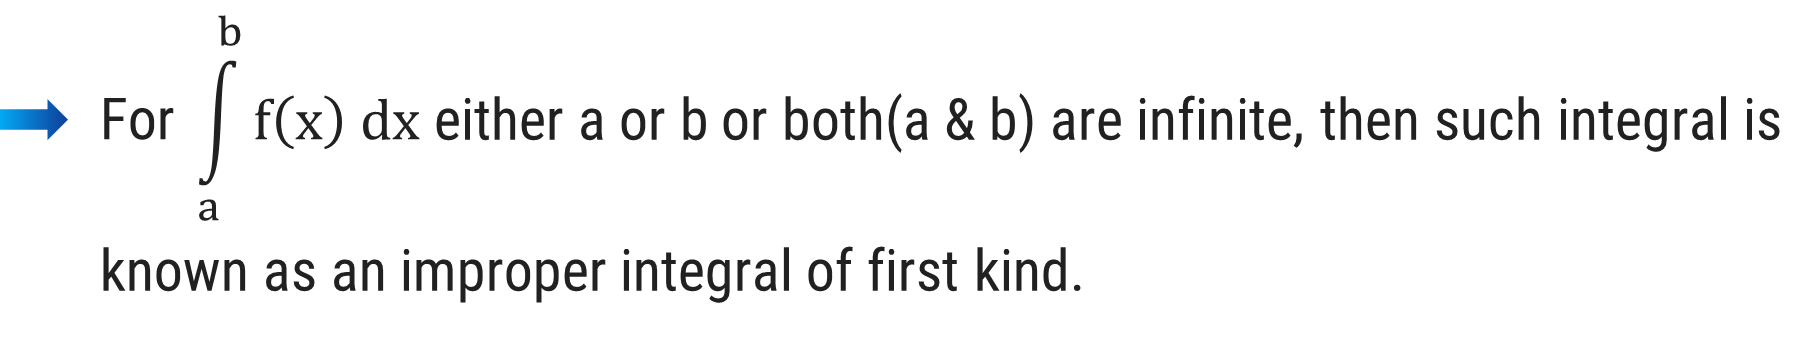 For ∫ₐᵇ f(x) dx either a or b or both(a & b) are infinite, then such integral is
known as an improper integral of first kind.